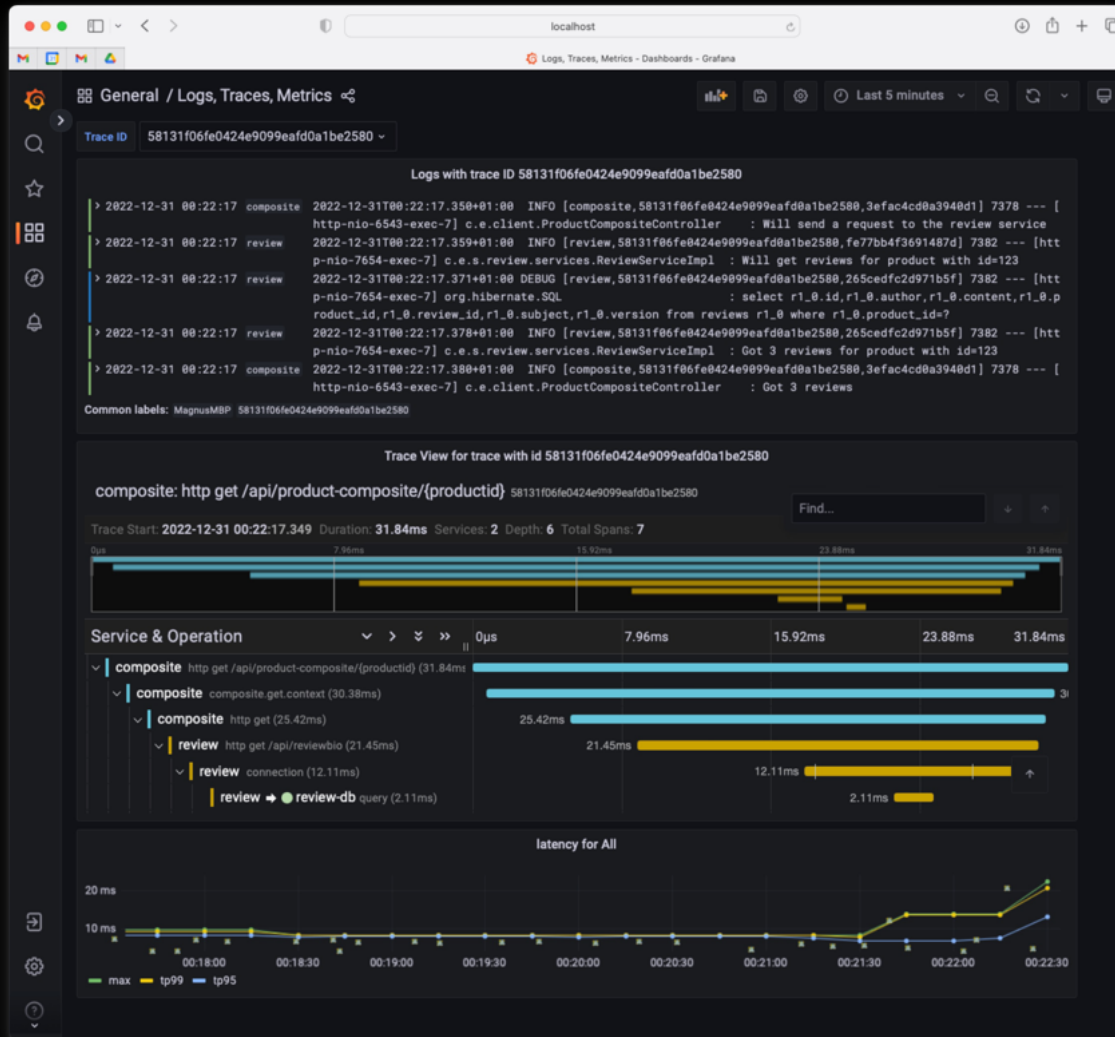 localhost
Logs, Traces, Metrics - Dashboards - Grafana
General / Logs, Traces, Metrics
Last 5 minutes
Trace ID 58131f06fe0424e9099eafd0a1be2580
Logs with trace ID 58131f06fe0424e9099eafd0a1be2580
> 2022-12-31 00:22:17 composite 2022-12-31T00:22:17.350+01:00 INFO [composite,58131f06fe0424e9099eafd0a1be2580,3efac4cd0a3940d1] 7378 --- [
http-nio-6543-exec-7] c.e.client.ProductCompositeController : Will send a request to the review service
> 2022-12-31 00:22:17 review 2022-12-31T00:22:17.359+01:00 INFO [review,58131f06fe0424e9099eafd0a1be2580,fe77bb4f3691487d] 7382 --- [htt
p-nio-7654-exec-7] c.e.s.review.services.ReviewServiceImpl : Will get reviews for product with id=123
> 2022-12-31 00:22:17 review 2022-12-31T00:22:17.371+01:00 DEBUG [review,58131f06fe0424e9099eafd0a1be2580,265cedfc2d971b5f] 7382 --- [htt
p-nio-7654-exec-7] org.hibernate.SQL : select r1_0.id,r1_0.author,r1_0.content,r1_0.p
roduct_id,r1_0.review_id,r1_0.subject,r1_0.version from reviews r1_0 where r1_0.product_id=?
> 2022-12-31 00:22:17 review 2022-12-31T00:22:17.378+01:00 INFO [review,58131f06fe0424e9099eafd0a1be2580,265cedfc2d971b5f] 7382 --- [htt
p-nio-7654-exec-7] c.e.s.review.services.ReviewServiceImpl : Got 3 reviews for product with id=123
> 2022-12-31 00:22:17 composite 2022-12-31T00:22:17.380+01:00 INFO [composite,58131f06fe0424e9099eafd0a1be2580,3efac4cd0a3940d1] 7378 --- [
http-nio-6543-exec-7] c.e.client.ProductCompositeController : Got 3 reviews
Common labels: MagnusMBP 58131f06fe0424e9099eafd0a1be2580
Trace View for trace with id 58131f06fe0424e9099eafd0a1be2580
composite: http get /api/product-composite/{productid} 58131f06fe0424e9099eafd0a1be2580
Find...
Trace Start: 2022-12-31 00:22:17.349 Duration: 31.84ms Services: 2 Depth: 6 Total Spans: 7
0μs 7.96ms 15.92ms 23.88ms 31.84ms
Service & Operation 0μs 7.96ms 15.92ms 23.88ms 31.84ms
composite http get /api/product-composite/{productid} (31.84ms
composite composite.get.context (30.38ms) 30
composite http get (25.42ms) 25.42ms
review http get /api/reviewbio (21.45ms) 21.45ms
review connection (12.11ms) 12.11ms
review → review-db query (2.11ms) 2.11ms
latency for All
20 ms
10 ms
00:18:00 00:18:30 00:19:00 00:19:30 00:20:00 00:20:30 00:21:00 00:21:30 00:22:00 00:22:30
max tp99 tp95